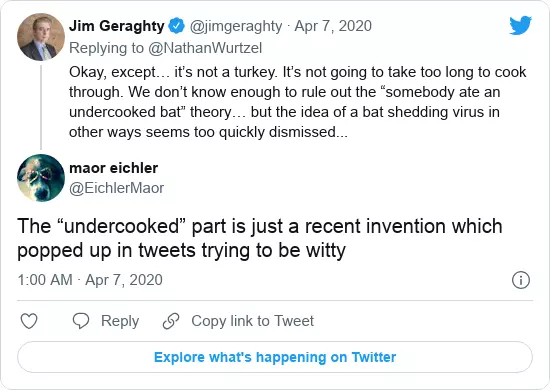 Jim Geraghty @jimgeraghty · Apr 7, 2020
Replying to @NathanWurtzel
Okay, except… it’s not a turkey. It’s not going to take too long to cook
through. We don’t know enough to rule out the “somebody ate an
undercooked bat” theory… but the idea of a bat shedding virus in
other ways seems too quickly dismissed...
maor eichler
@EichlerMaor
The “undercooked” part is just a recent invention which
popped up in tweets trying to be witty
1:00 AM · Apr 7, 2020
Reply Copy link to Tweet
Explore what's happening on Twitter